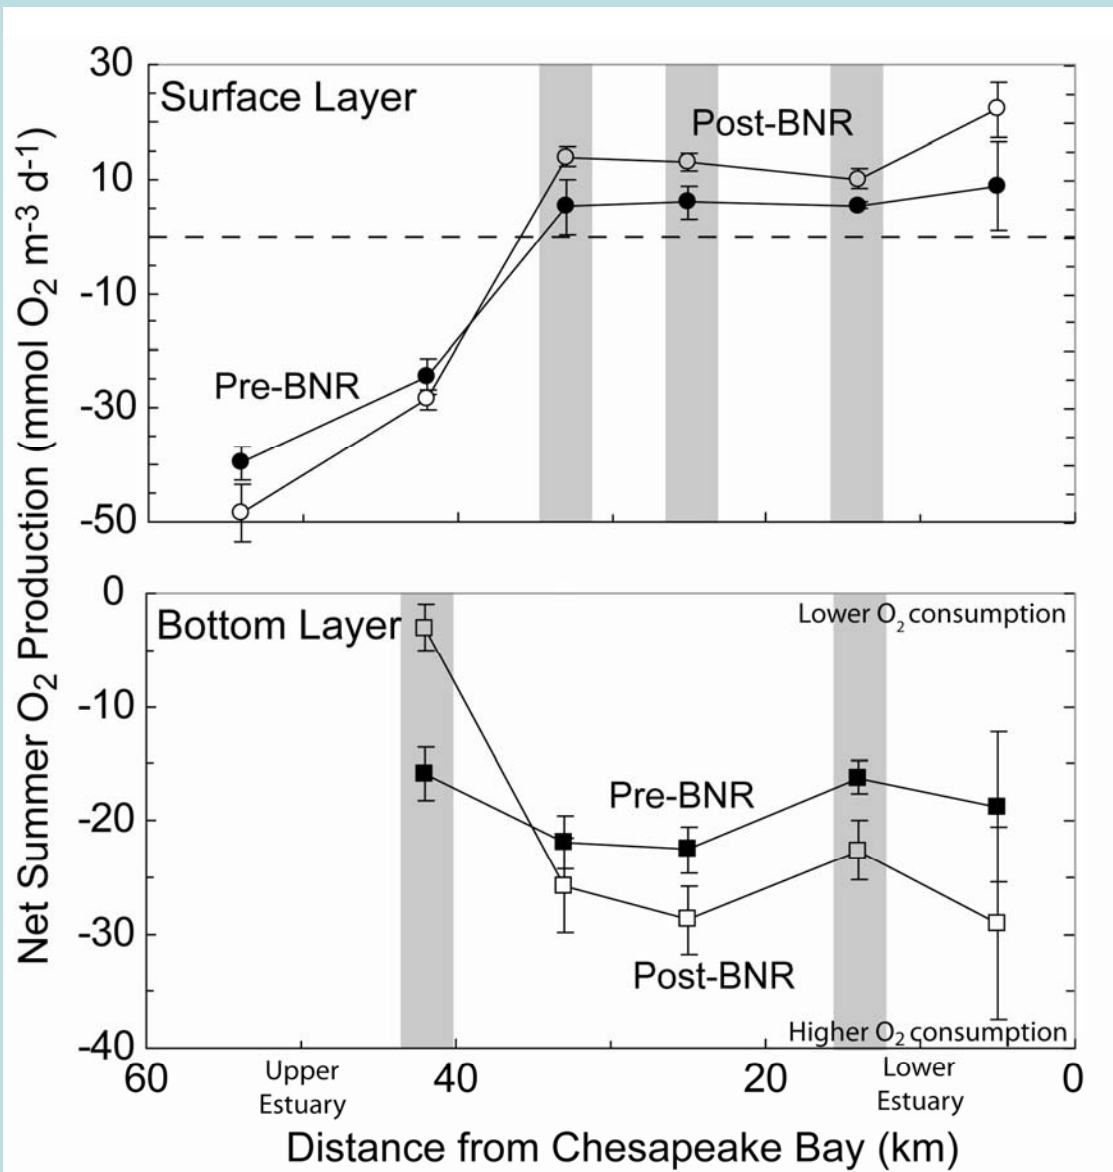 Net Summer O2 Production (mmol O2 m-3 d-1)
30
10
-10
-30
-50
Surface Layer
Post-BNR
Pre-BNR
0
-10
-20
-30
-40
Bottom Layer
Lower O2 consumption
Pre-BNR
Post-BNR
Higher O2 consumption
60
40
20
0
Upper
Estuary
Lower
Estuary
Distance from Chesapeake Bay (km)